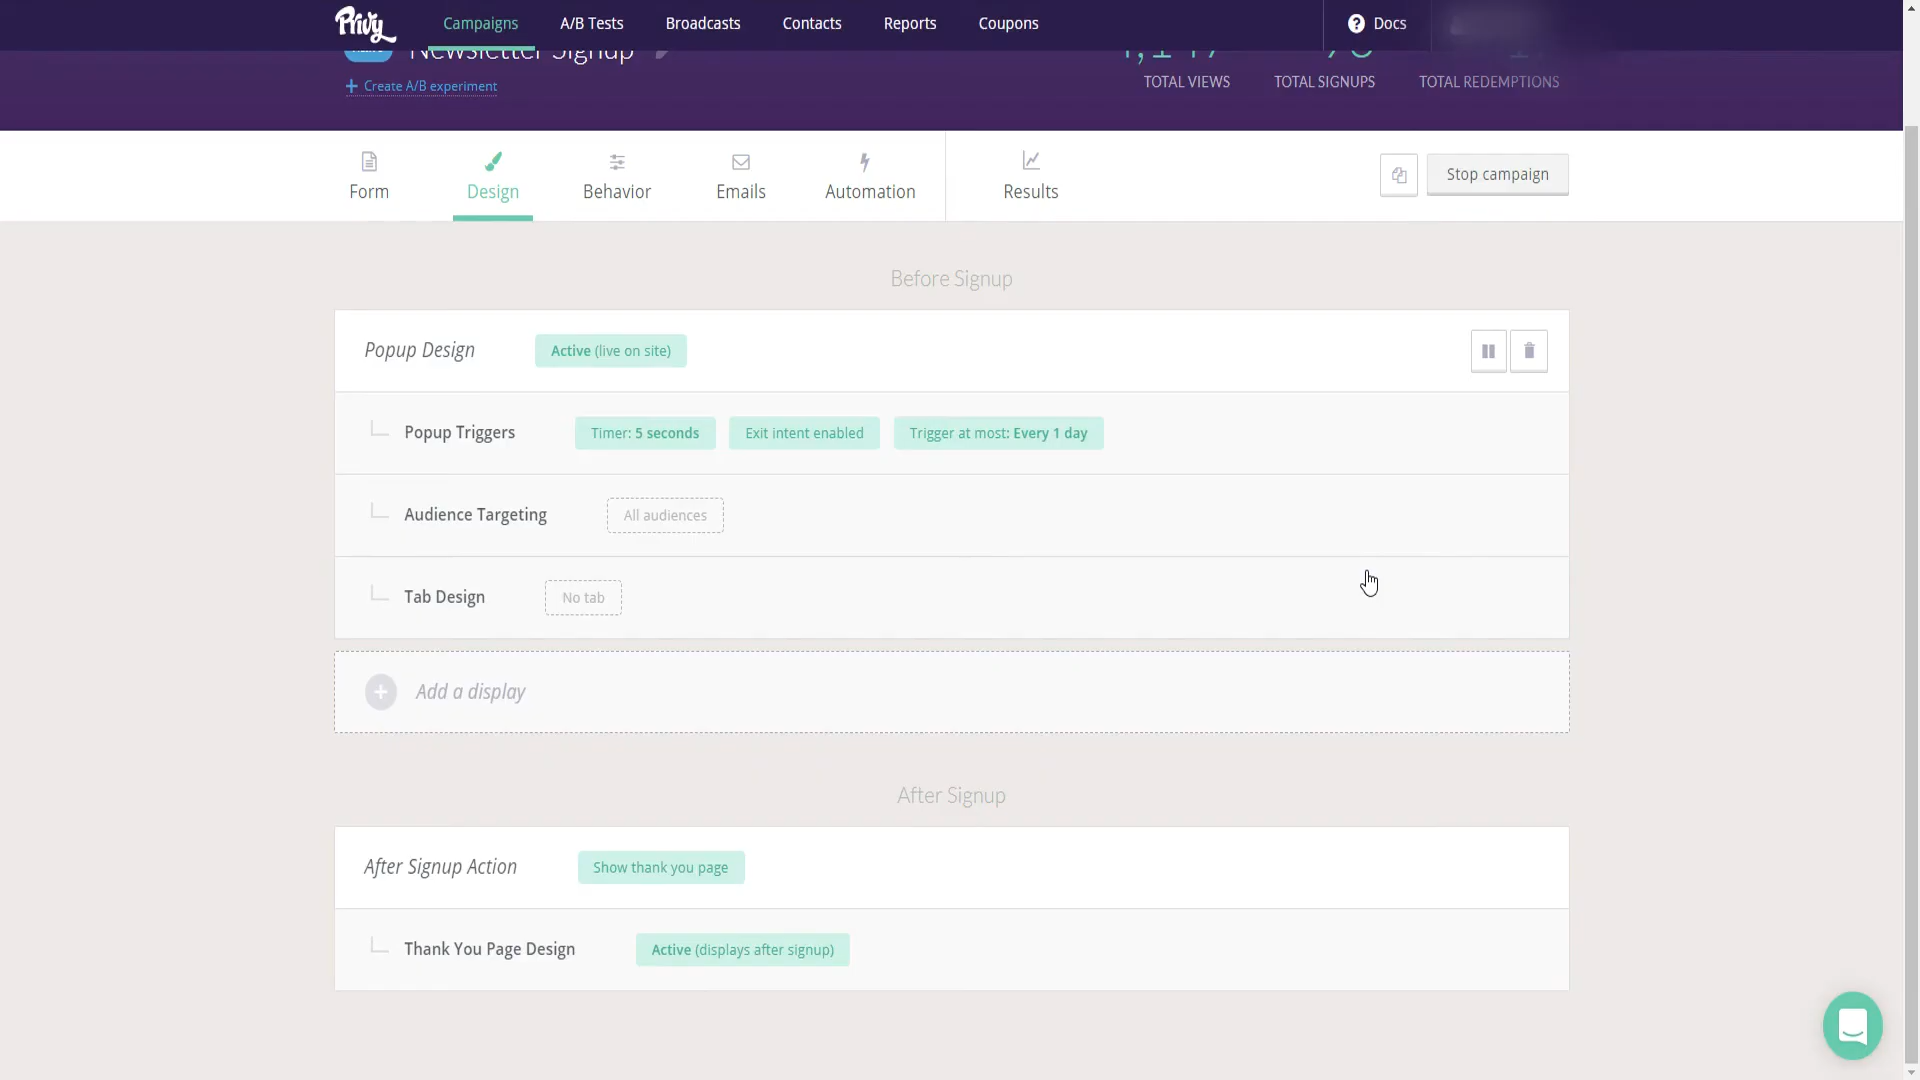 Privy
Campaigns
A/B Tests
Broadcasts
Contacts
Reports
Coupons
? Docs
Newsletter Signup
+ Create A/B experiment
TOTAL VIEWS
TOTAL SIGNUPS
TOTAL REDEMPTIONS
Form
Design
Behavior
Emails
Automation
Results
Stop campaign
Before Signup
Popup Design
Active (live on site)
Popup Triggers
Timer: 5 seconds
Exit intent enabled
Trigger at most: Every 1 day
Audience Targeting
All audiences
Tab Design
No tab
+ Add a display
After Signup
After Signup Action
Show thank you page
Thank You Page Design
Active (displays after signup)